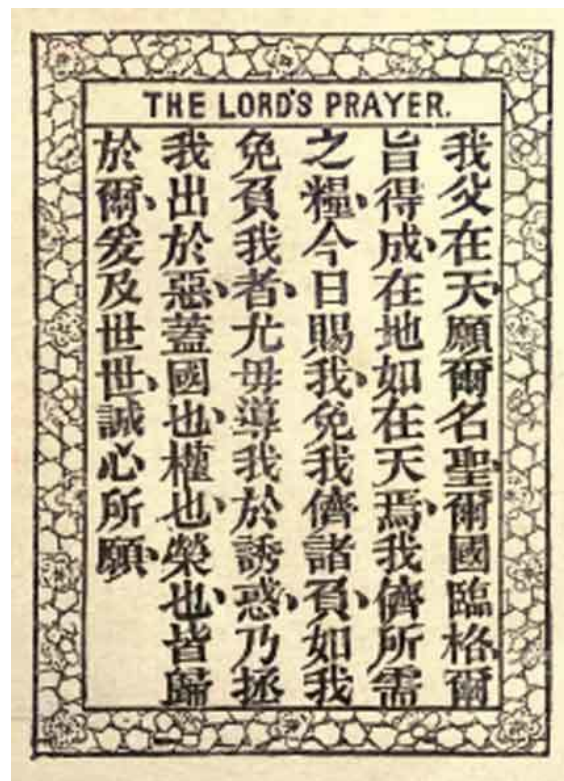 THE LORD'S PRAYER.
我父在天、願爾名聖、爾國臨格、爾
旨得成、在地如在天焉、我儕所需
之糧、今日賜我、免我儕諸負、如我
免負我者、尤毋導我於誘惑、乃拯
我出於惡、蓋國也、權也、榮也、皆歸
於爾、爰及世世、誠心所願、